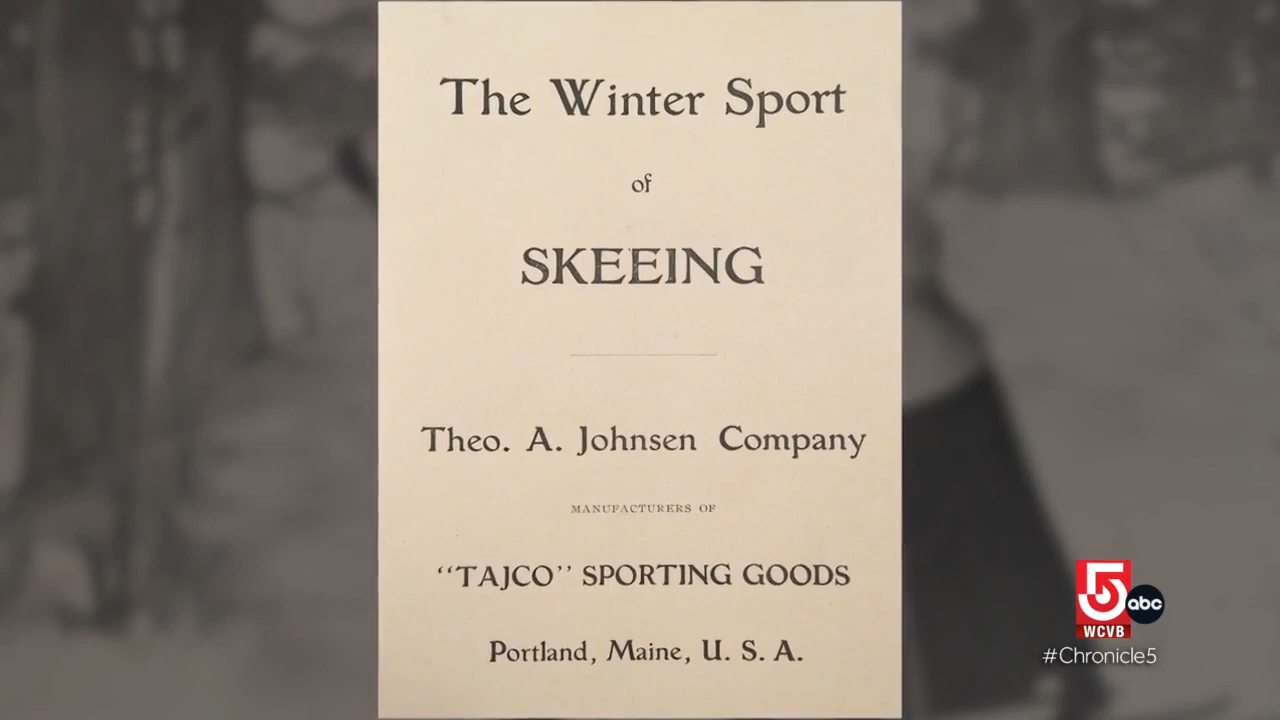 The Winter Sport
of
SKEEING
Theo. A. Johnsen Company
MANUFACTURERS OF
“TAJCO” SPORTING GOODS
Portland, Maine, U. S. A.
5
abc
WCVB
#Chronicle5